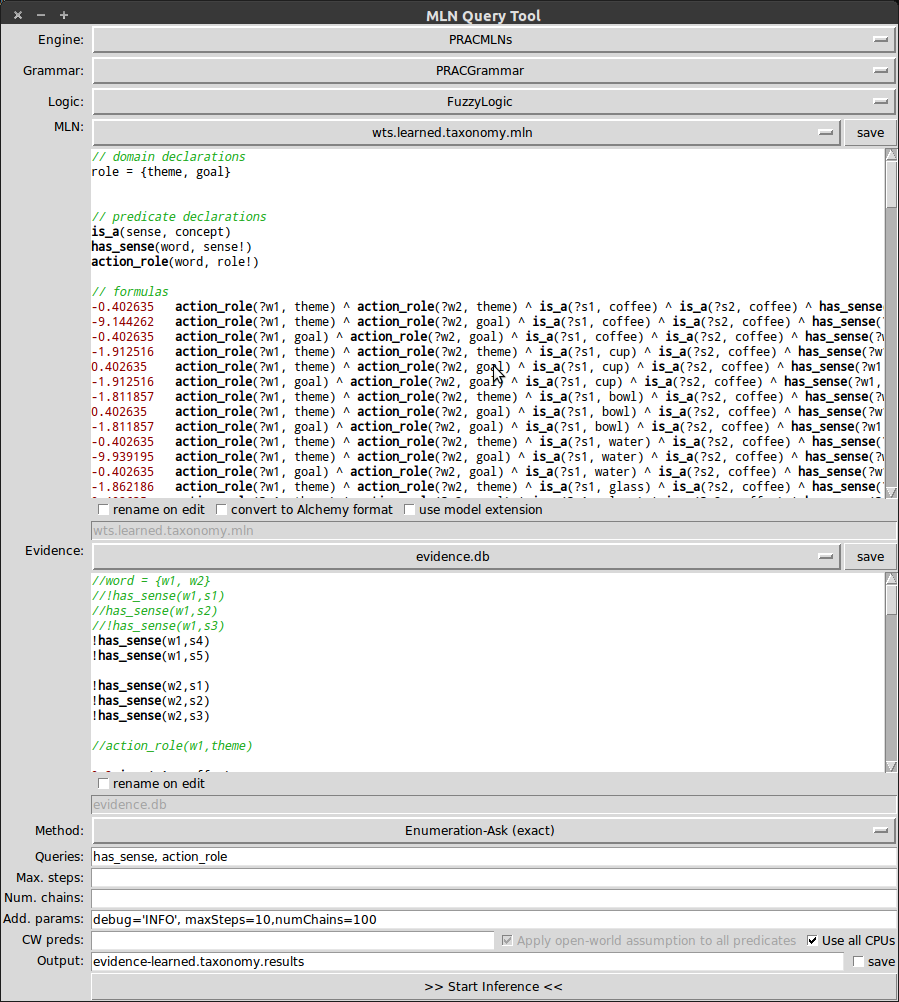 MLN Query Tool
Engine: PRACMLNs
Grammar: PRACGrammar
Logic: FuzzyLogic
MLN: wts.learned.taxonomy.mln save
// domain declarations
role = {theme, goal}
// predicate declarations
is_a(sense, concept)
has_sense(word, sense!)
action_role(word, role!)
// formulas
-0.402635 action_role(?w1, theme) ^ action_role(?w2, theme) ^ is_a(?s1, coffee) ^ is_a(?s2, coffee) ^ has_sense
-9.144262 action_role(?w1, theme) ^ action_role(?w2, goal) ^ is_a(?s1, coffee) ^ is_a(?s2, coffee) ^ has_sense(
-0.402635 action_role(?w1, goal) ^ action_role(?w2, goal) ^ is_a(?s1, coffee) ^ is_a(?s2, coffee) ^ has_sense(?w
-1.912516 action_role(?w1, theme) ^ action_role(?w2, theme) ^ is_a(?s1, cup) ^ is_a(?s2, coffee) ^ has_sense(?w
0.402635 action_role(?w1, theme) ^ action_role(?w2, goal) ^ is_a(?s1, cup) ^ is_a(?s2, coffee) ^ has_sense(?w1
-1.912516 action_role(?w1, goal) ^ action_role(?w2, goal) ^ is_a(?s1, cup) ^ is_a(?s2, coffee) ^ has_sense(?w1,
-1.811857 action_role(?w1, theme) ^ action_role(?w2, theme) ^ is_a(?s1, bowl) ^ is_a(?s2, coffee) ^ has_sense(?
0.402635 action_role(?w1, theme) ^ action_role(?w2, goal) ^ is_a(?s1, bowl) ^ is_a(?s2, coffee) ^ has_sense(?w
-1.811857 action_role(?w1, goal) ^ action_role(?w2, goal) ^ is_a(?s1, bowl) ^ is_a(?s2, coffee) ^ has_sense(?w1
-0.402635 action_role(?w1, theme) ^ action_role(?w2, theme) ^ is_a(?s1, water) ^ is_a(?s2, coffee) ^ has_sense(
-9.939195 action_role(?w1, theme) ^ action_role(?w2, goal) ^ is_a(?s1, water) ^ is_a(?s2, coffee) ^ has_sense(?
-0.402635 action_role(?w1, goal) ^ action_role(?w2, goal) ^ is_a(?s1, water) ^ is_a(?s2, coffee) ^ has_sense(?w
-1.862186 action_role(?w1, theme) ^ action_role(?w2, theme) ^ is_a(?s1, glass) ^ is_a(?s2, coffee) ^ has_sense(
rename on edit convert to Alchemy format use model extension
wts.learned.taxonomy.mln
Evidence: evidence.db save
//word = {w1, w2}
//!has_sense(w1,s1)
//has_sense(w1,s2)
//!has_sense(w1,s3)
!has_sense(w1,s4)
!has_sense(w1,s5)
!has_sense(w2,s1)
!has_sense(w2,s2)
!has_sense(w2,s3)
//action_role(w1,theme)
rename on edit
evidence.db
Method: Enumeration-Ask (exact)
Queries: has_sense, action_role
Max. steps:
Num. chains:
Add. params: debug='INFO', maxSteps=10,numChains=100
CW preds: Apply open-world assumption to all predicates Use all CPUs
Output: evidence-learned.taxonomy.results save
>> Start Inference <<